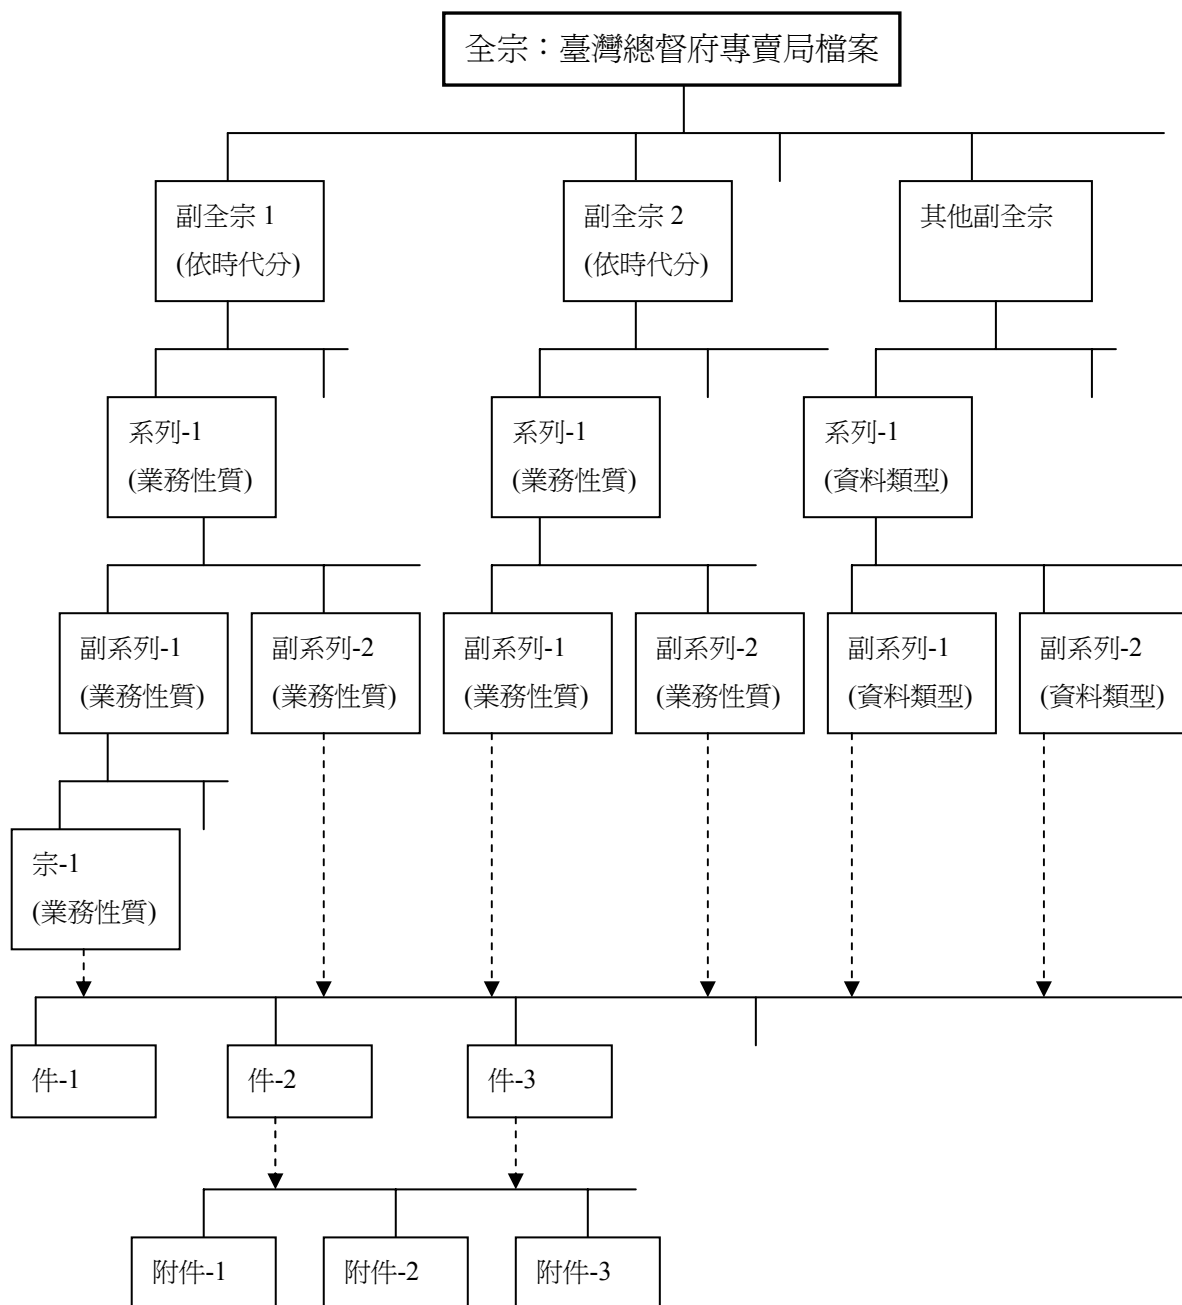 全宗：臺灣總督府專賣局檔案
副全宗 1
(依時代分)
副全宗 2
(依時代分)
其他副全宗
系列-1
(業務性質)
系列-1
(業務性質)
系列-1
(資料類型)
副系列-1
(業務性質)
副系列-2
(業務性質)
副系列-1
(業務性質)
副系列-2
(業務性質)
副系列-1
(資料類型)
副系列-2
(資料類型)
宗-1
(業務性質)
件-1
件-2
件-3
附件-1
附件-2
附件-3